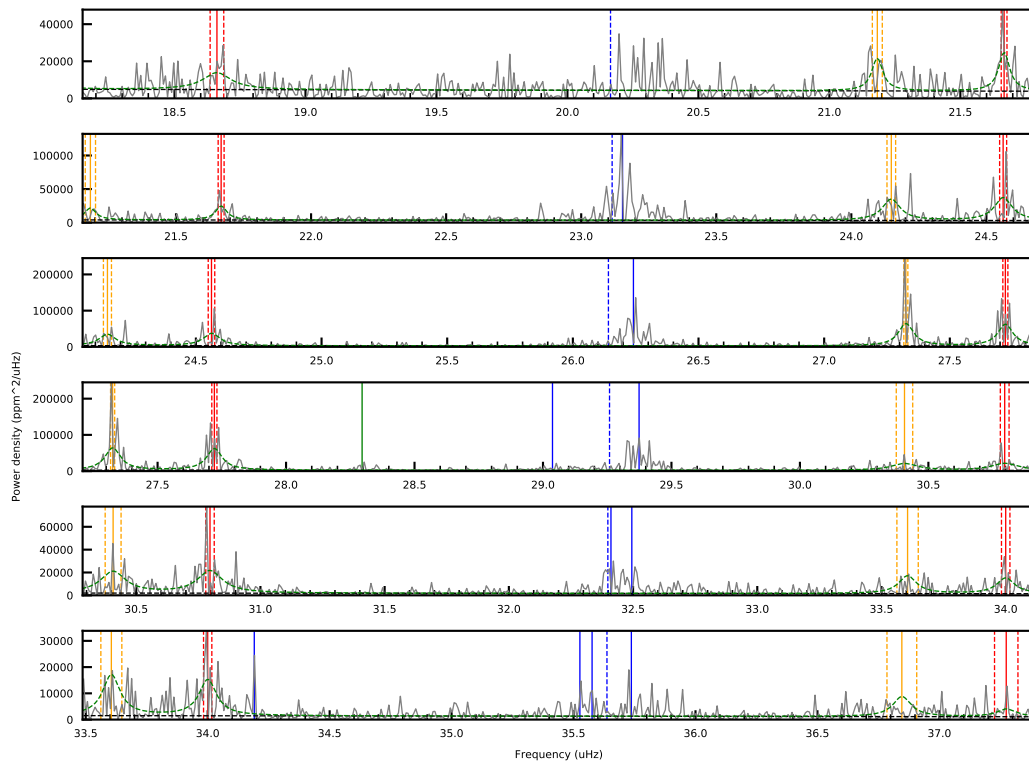 40000
20000
0
18.5 19.0 19.5 20.0 20.5 21.0 21.5
100000
50000
0
21.5 22.0 22.5 23.0 23.5 24.0 24.5
200000
100000
0
24.5 25.0 25.5 26.0 26.5 27.0 27.5
Power density (ppm^2/uHz)
200000
100000
0
27.5 28.0 28.5 29.0 29.5 30.0 30.5
60000
40000
20000
0
30.5 31.0 31.5 32.0 32.5 33.0 33.5 34.0
30000
20000
10000
0
33.5 34.0 34.5 35.0 35.5 36.0 36.5 37.0
Frequency (uHz)